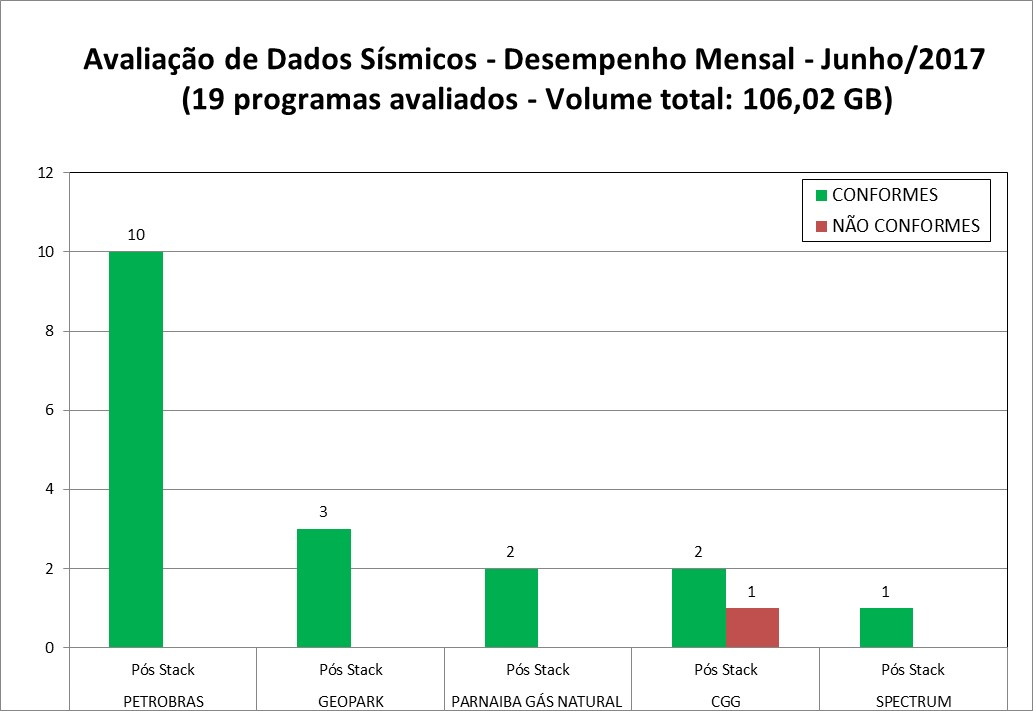 Avaliação de Dados Sísmicos - Desempenho Mensal - Junho/2017
(19 programas avaliados - Volume total: 106,02 GB)
12
10
8
6
4
2
0
CONFORMES
NÃO CONFORMES
10
3
2
2
1
1
Pós Stack Pós Stack Pós Stack Pós Stack Pós Stack
PETROBRAS GEOPARK PARNAIBA GÁS NATURAL CGG SPECTRUM